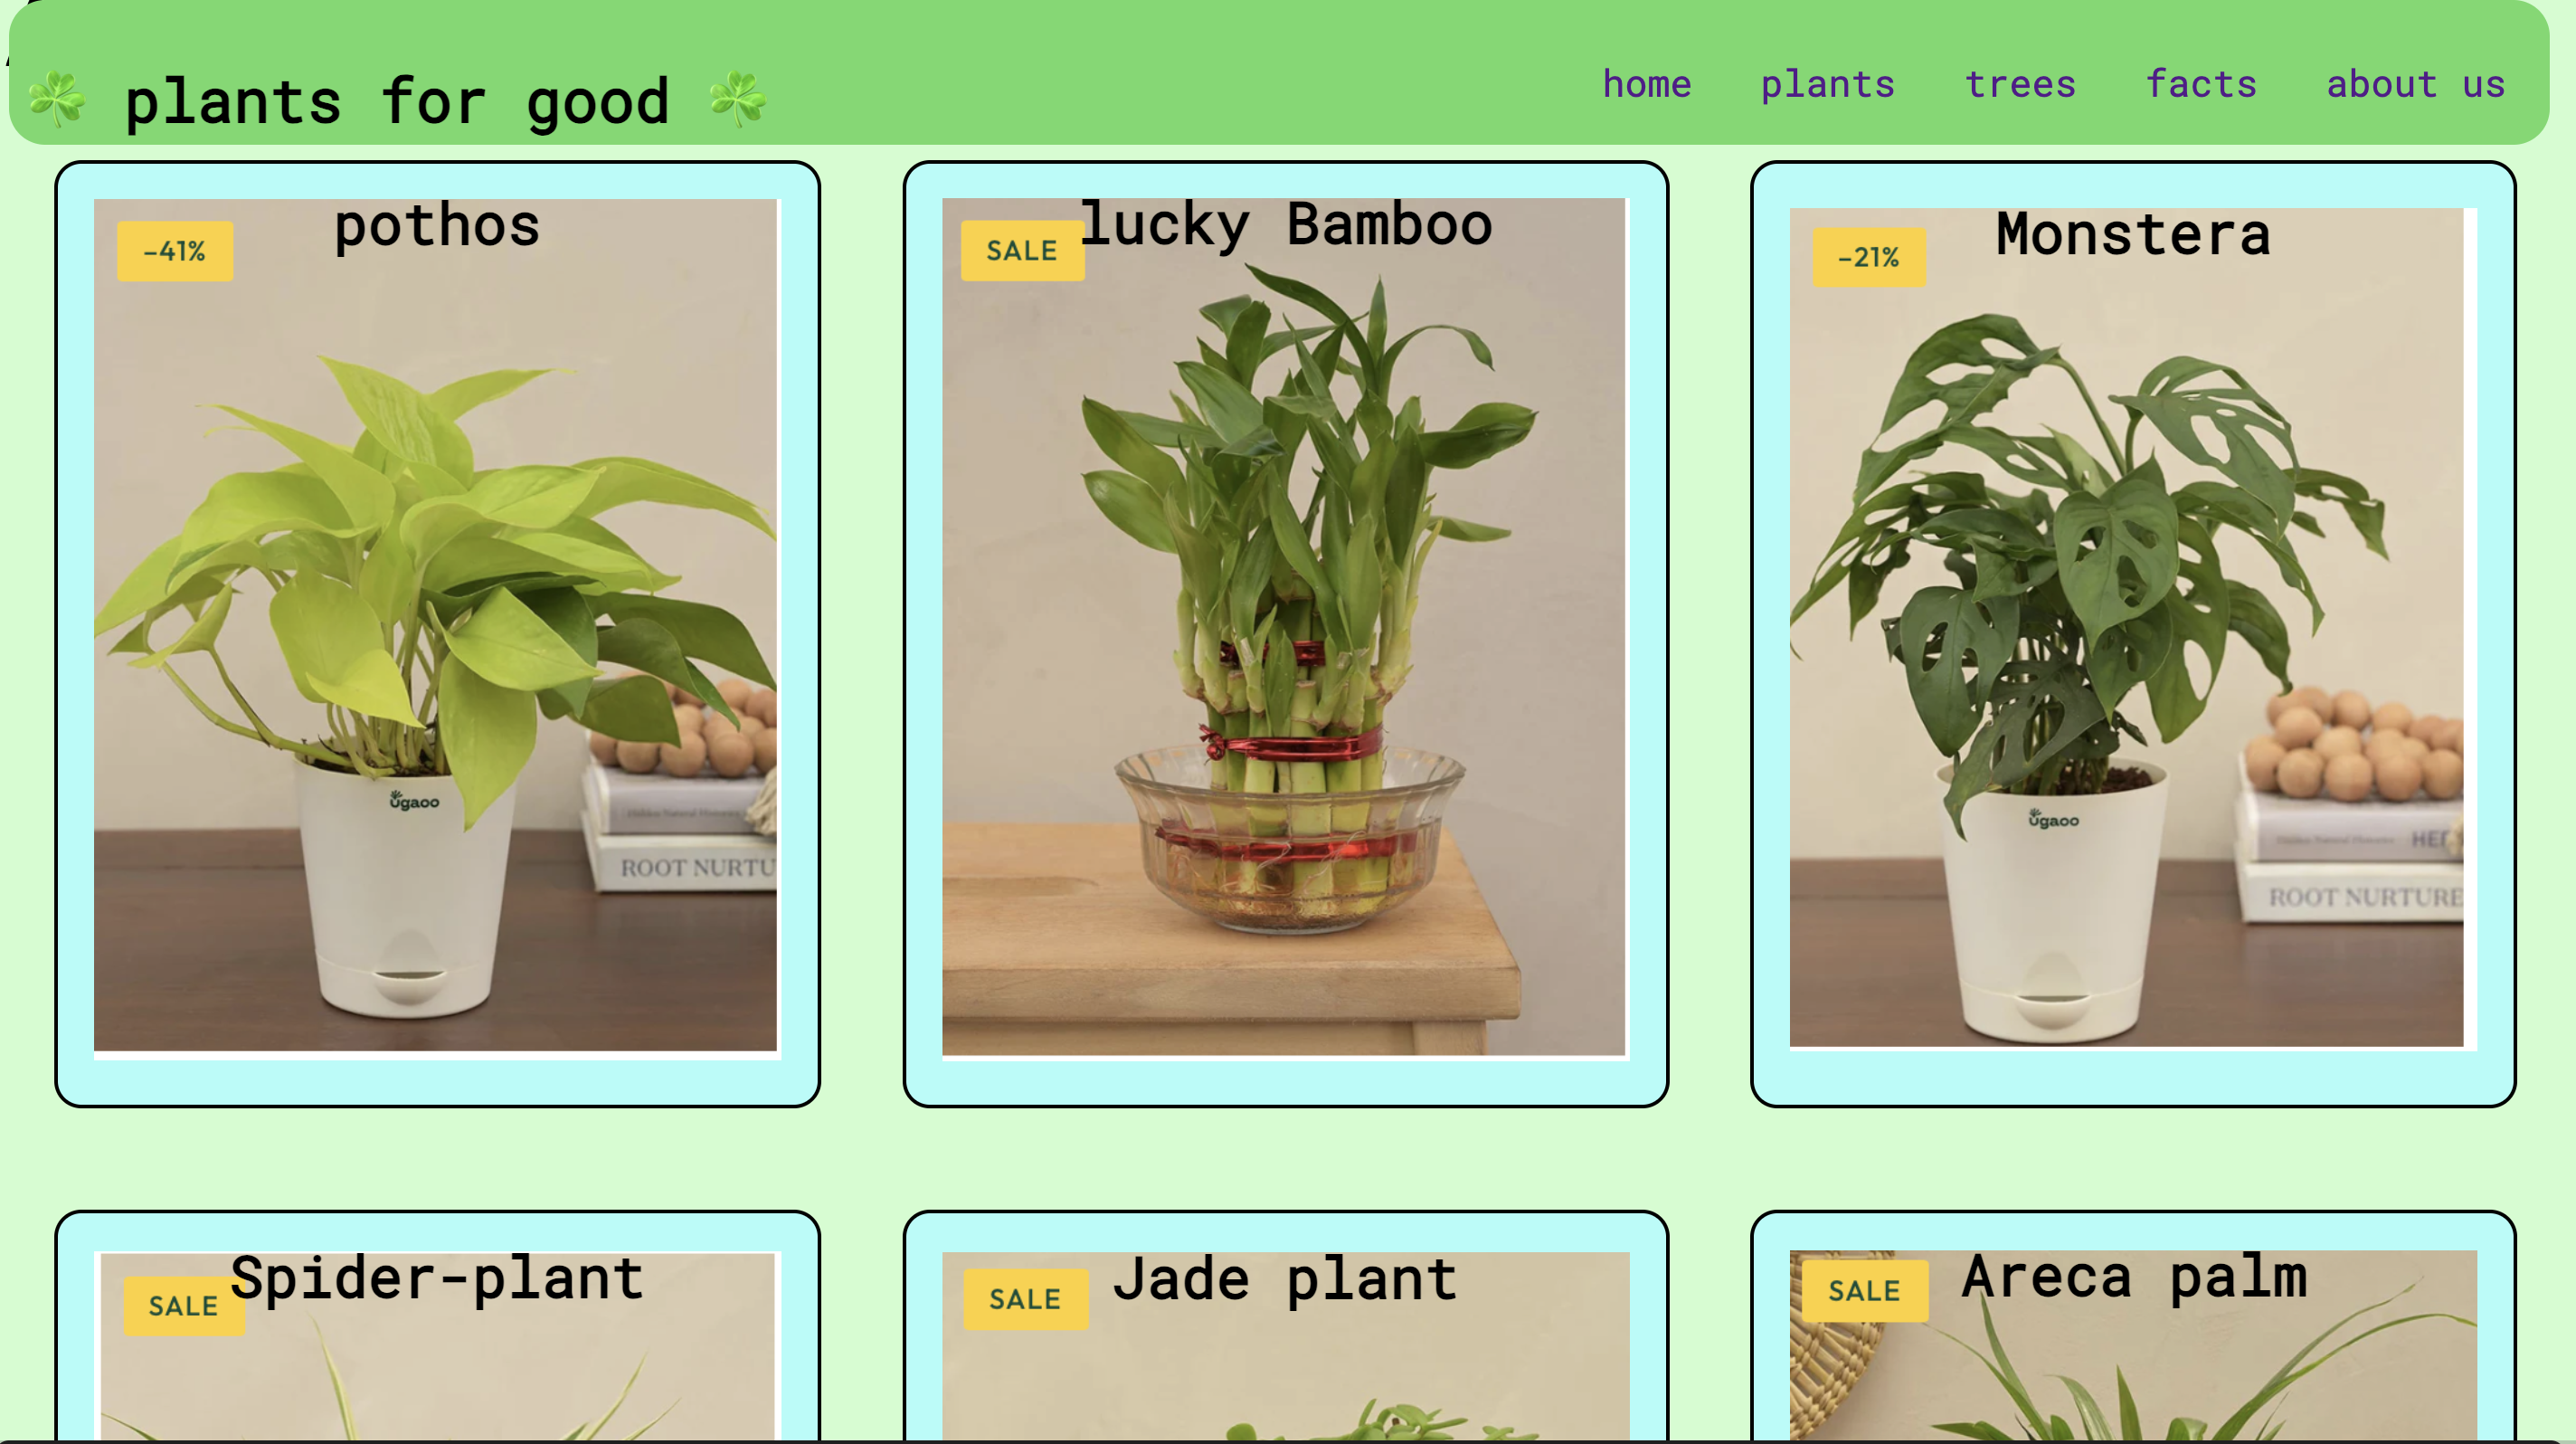 ☘️ plants for good ☘️
home plants trees facts about us
-41%
pothos
ugaoo
ROOT NURTU
SALE
lucky Bamboo
-21%
Monstera
ugaoo
HER
ROOT NURTURE
SALE
Spider-plant
SALE
Jade plant
SALE
Areca palm